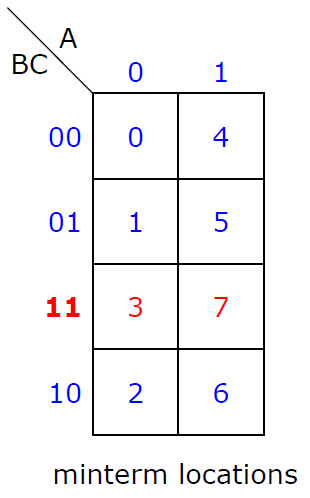 A
BC
0 1
00 0 4
01 1 5
11 3 7
10 2 6
minterm locations